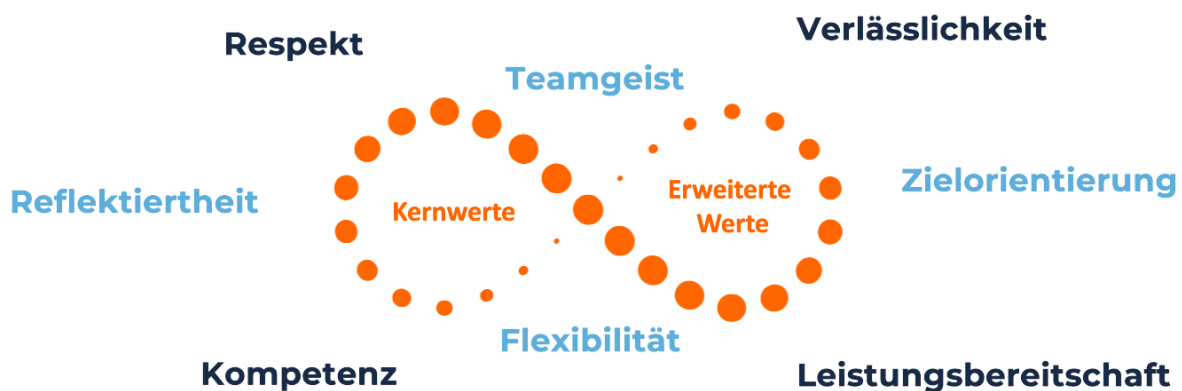 Respekt
Verlässlichkeit
Teamgeist
Reflektiertheit
Kernwerte
Erweiterte
Werte
Zielorientierung
Flexibilität
Kompetenz
Leistungsbereitschaft